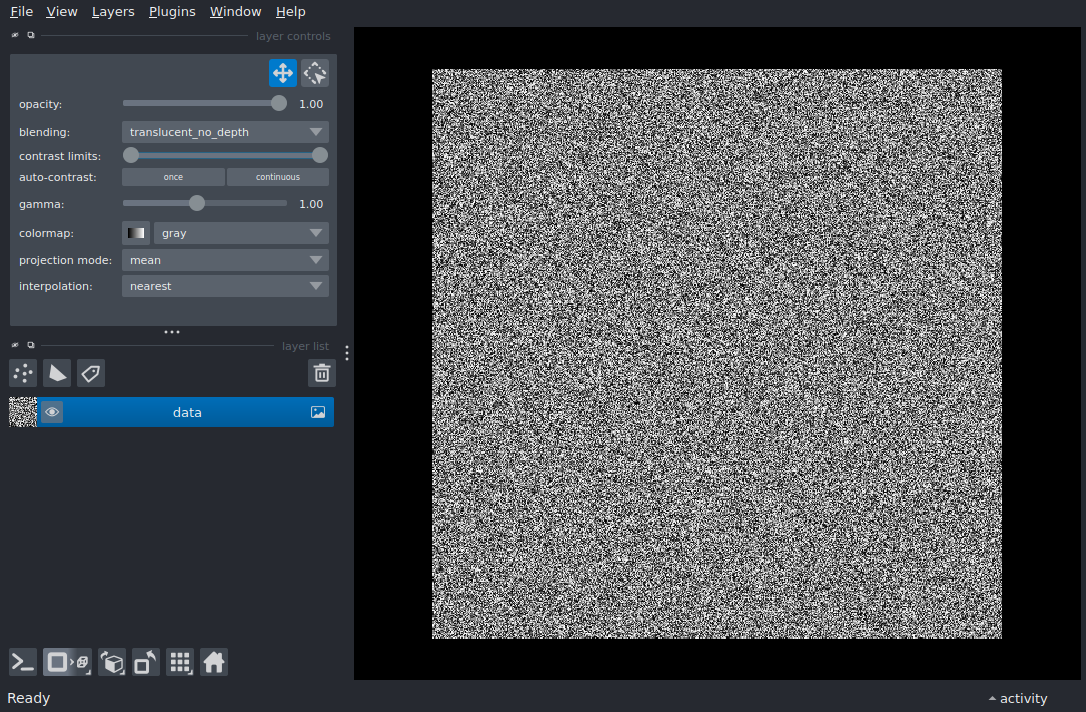 File View Layers Plugins Window Help
layer controls
opacity: 1.00
blending: translucent_no_depth
contrast limits:
auto-contrast: once continuous
gamma: 1.00
colormap: gray
projection mode: mean
interpolation: nearest
layer list
data
Ready activity